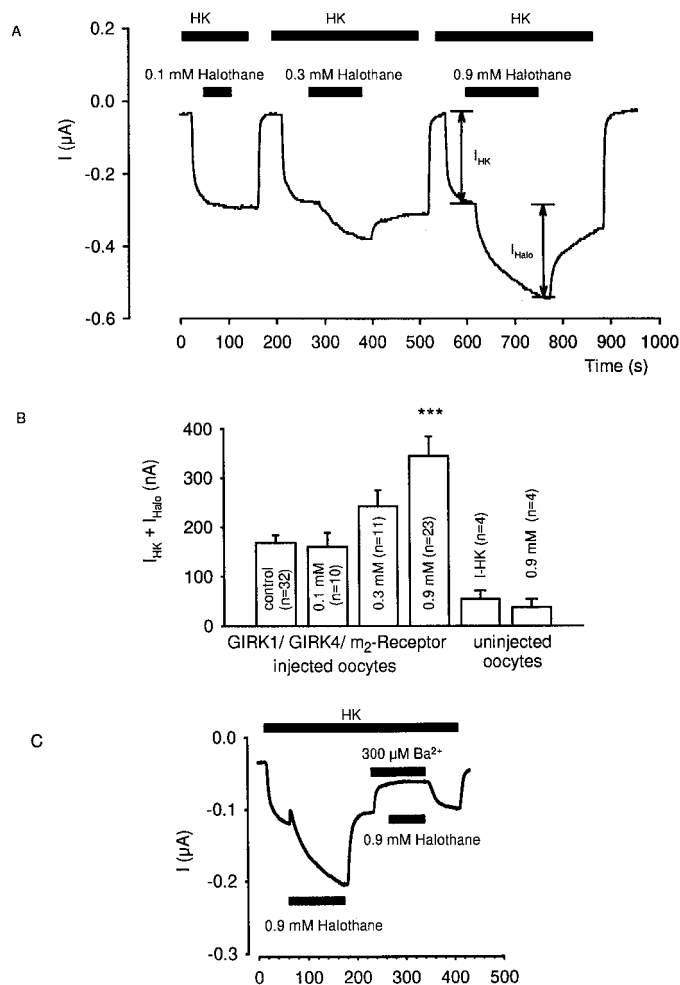 A
HK HK HK
0.1 mM Halothane 0.3 mM Halothane 0.9 mM Halothane
0.2
0.0
-0.2
-0.4
-0.6
I (µA)
I_HK
I_Halo
0 100 200 300 400 500 600 700 800 900 1000
Time (s)
B
***
400
300
200
100
0
I_HK + I_Halo (nA)
control (n=32)
0.1 mM (n=10)
0.3 mM (n=11)
0.9 mM (n=23)
I-HK (n=4)
0.9 mM (n=4)
GIRK1/ GIRK4/ m₂-Receptor uninjected
injected oocytes oocytes
C
HK
300 µM Ba²⁺
0.9 mM Halothane
0.9 mM Halothane
0.0
-0.1
-0.2
-0.3
I (µA)
0 100 200 300 400 500